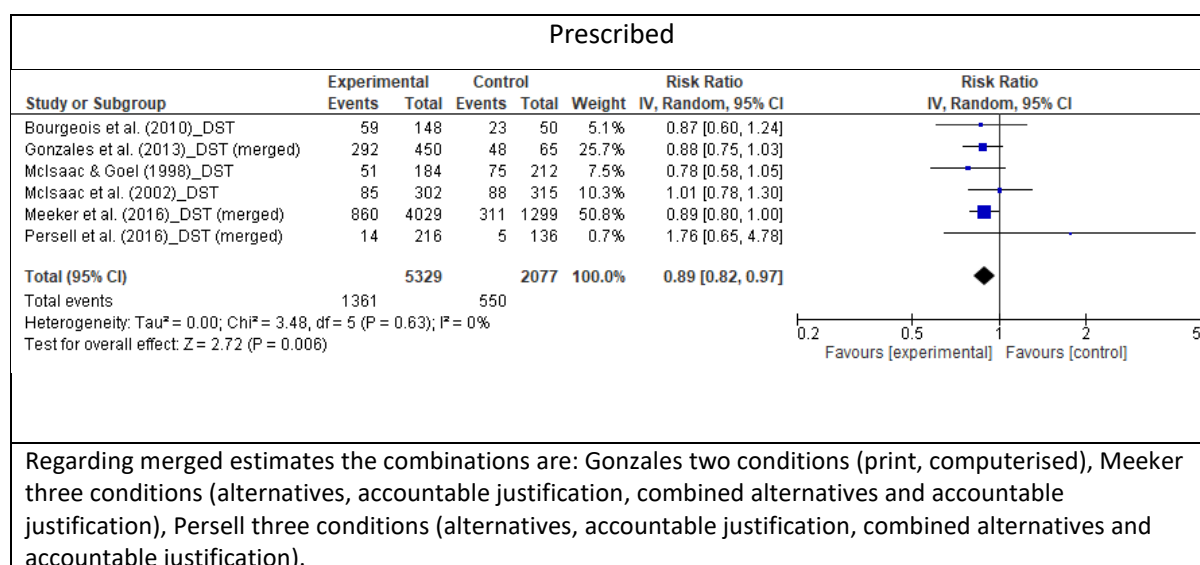 Prescribed
Experimental Control Risk Ratio Risk Ratio
Study or Subgroup Events Total Events Total Weight IV, Random, 95% CI IV, Random, 95% CI
Bourgeois et al. (2010)_DST 59 148 23 50 5.1% 0.87 [0.60, 1.24]
Gonzales et al. (2013)_DST (merged) 292 450 48 65 25.7% 0.88 [0.75, 1.03]
McIsaac & Goel (1998)_DST 51 184 75 212 7.5% 0.78 [0.58, 1.05]
McIsaac et al. (2002)_DST 85 302 88 315 10.3% 1.01 [0.78, 1.30]
Meeker et al. (2016)_DST (merged) 860 4029 311 1299 50.8% 0.89 [0.80, 1.00]
Persell et al. (2016)_DST (merged) 14 216 5 136 0.7% 1.76 [0.65, 4.78]
Total (95% CI) 5329 2077 100.0% 0.89 [0.82, 0.97]
Total events 1361 550
Heterogeneity: Tau² = 0.00; Chi² = 3.48, df = 5 (P = 0.63); I² = 0%
Test for overall effect: Z = 2.72 (P = 0.006)
0.2 0.5 1 2 5
Favours [experimental] Favours [control]
Regarding merged estimates the combinations are: Gonzales two conditions (print, computerised), Meeker
three conditions (alternatives, accountable justification, combined alternatives and accountable
justification), Persell three conditions (alternatives, accountable justification, combined alternatives and
accountable justification).